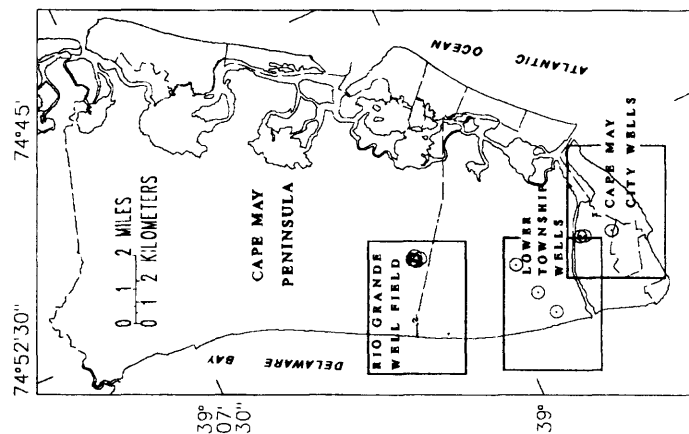 74°45'
74°52'30"
39°
07'
30"
39°
0 1 2 MILES
0 1 2 KILOMETERS
CAPE MAY
PENINSULA
ATLANTIC
OCEAN
DELAWARE
BAY
RIO GRANDE
WELL FIELD
LOWER
TOWNSHIP
WELLS
CAPE MAY
CITY WELLS